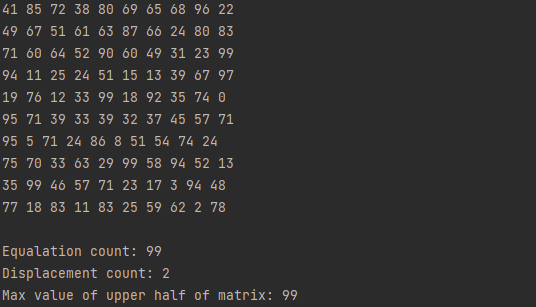 41 85 72 38 80 69 65 68 96 22
49 67 51 61 63 87 66 24 80 83
71 60 64 52 90 60 49 31 23 99
94 11 25 24 51 15 13 39 67 97
19 76 12 33 99 18 92 35 74 0
95 71 39 33 39 32 37 45 57 71
95 5 71 24 86 8 51 54 74 24
75 70 33 63 29 99 58 94 52 13
35 99 46 57 71 23 17 3 94 48
77 18 83 11 83 25 59 62 2 78
Equalation count: 99
Displacement count: 2
Max value of upper half of matrix: 99